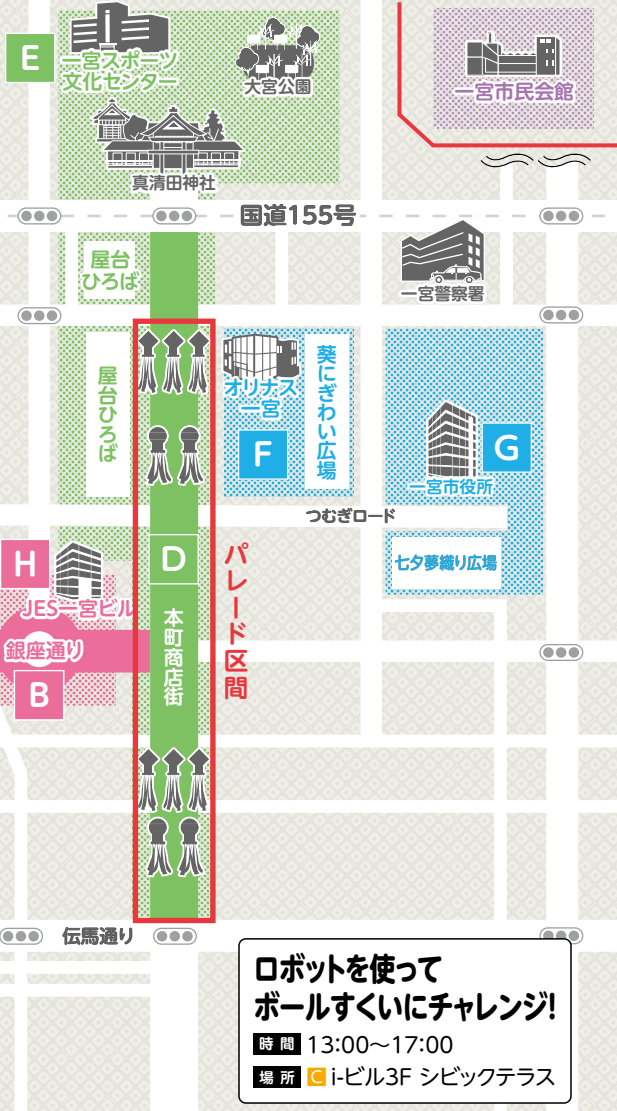 E
一宮スポーツ
文化センター
大宮公園
一宮市民会館
真清田神社
国道155号
屋台
ひろば
一宮警察署
屋台ひろば
オリナス
一宮
F
葵にぎわい広場
G
一宮市役所
つむぎロード
H
JES一宮ビル
D
パレード区間
七夕夢織り広場
本町商店街
銀座通り
B
伝馬通り
ロボットを使って
ボールすくいにチャレンジ!
時間 13:00〜17:00
場所 C i-ビル3F シビックテラス